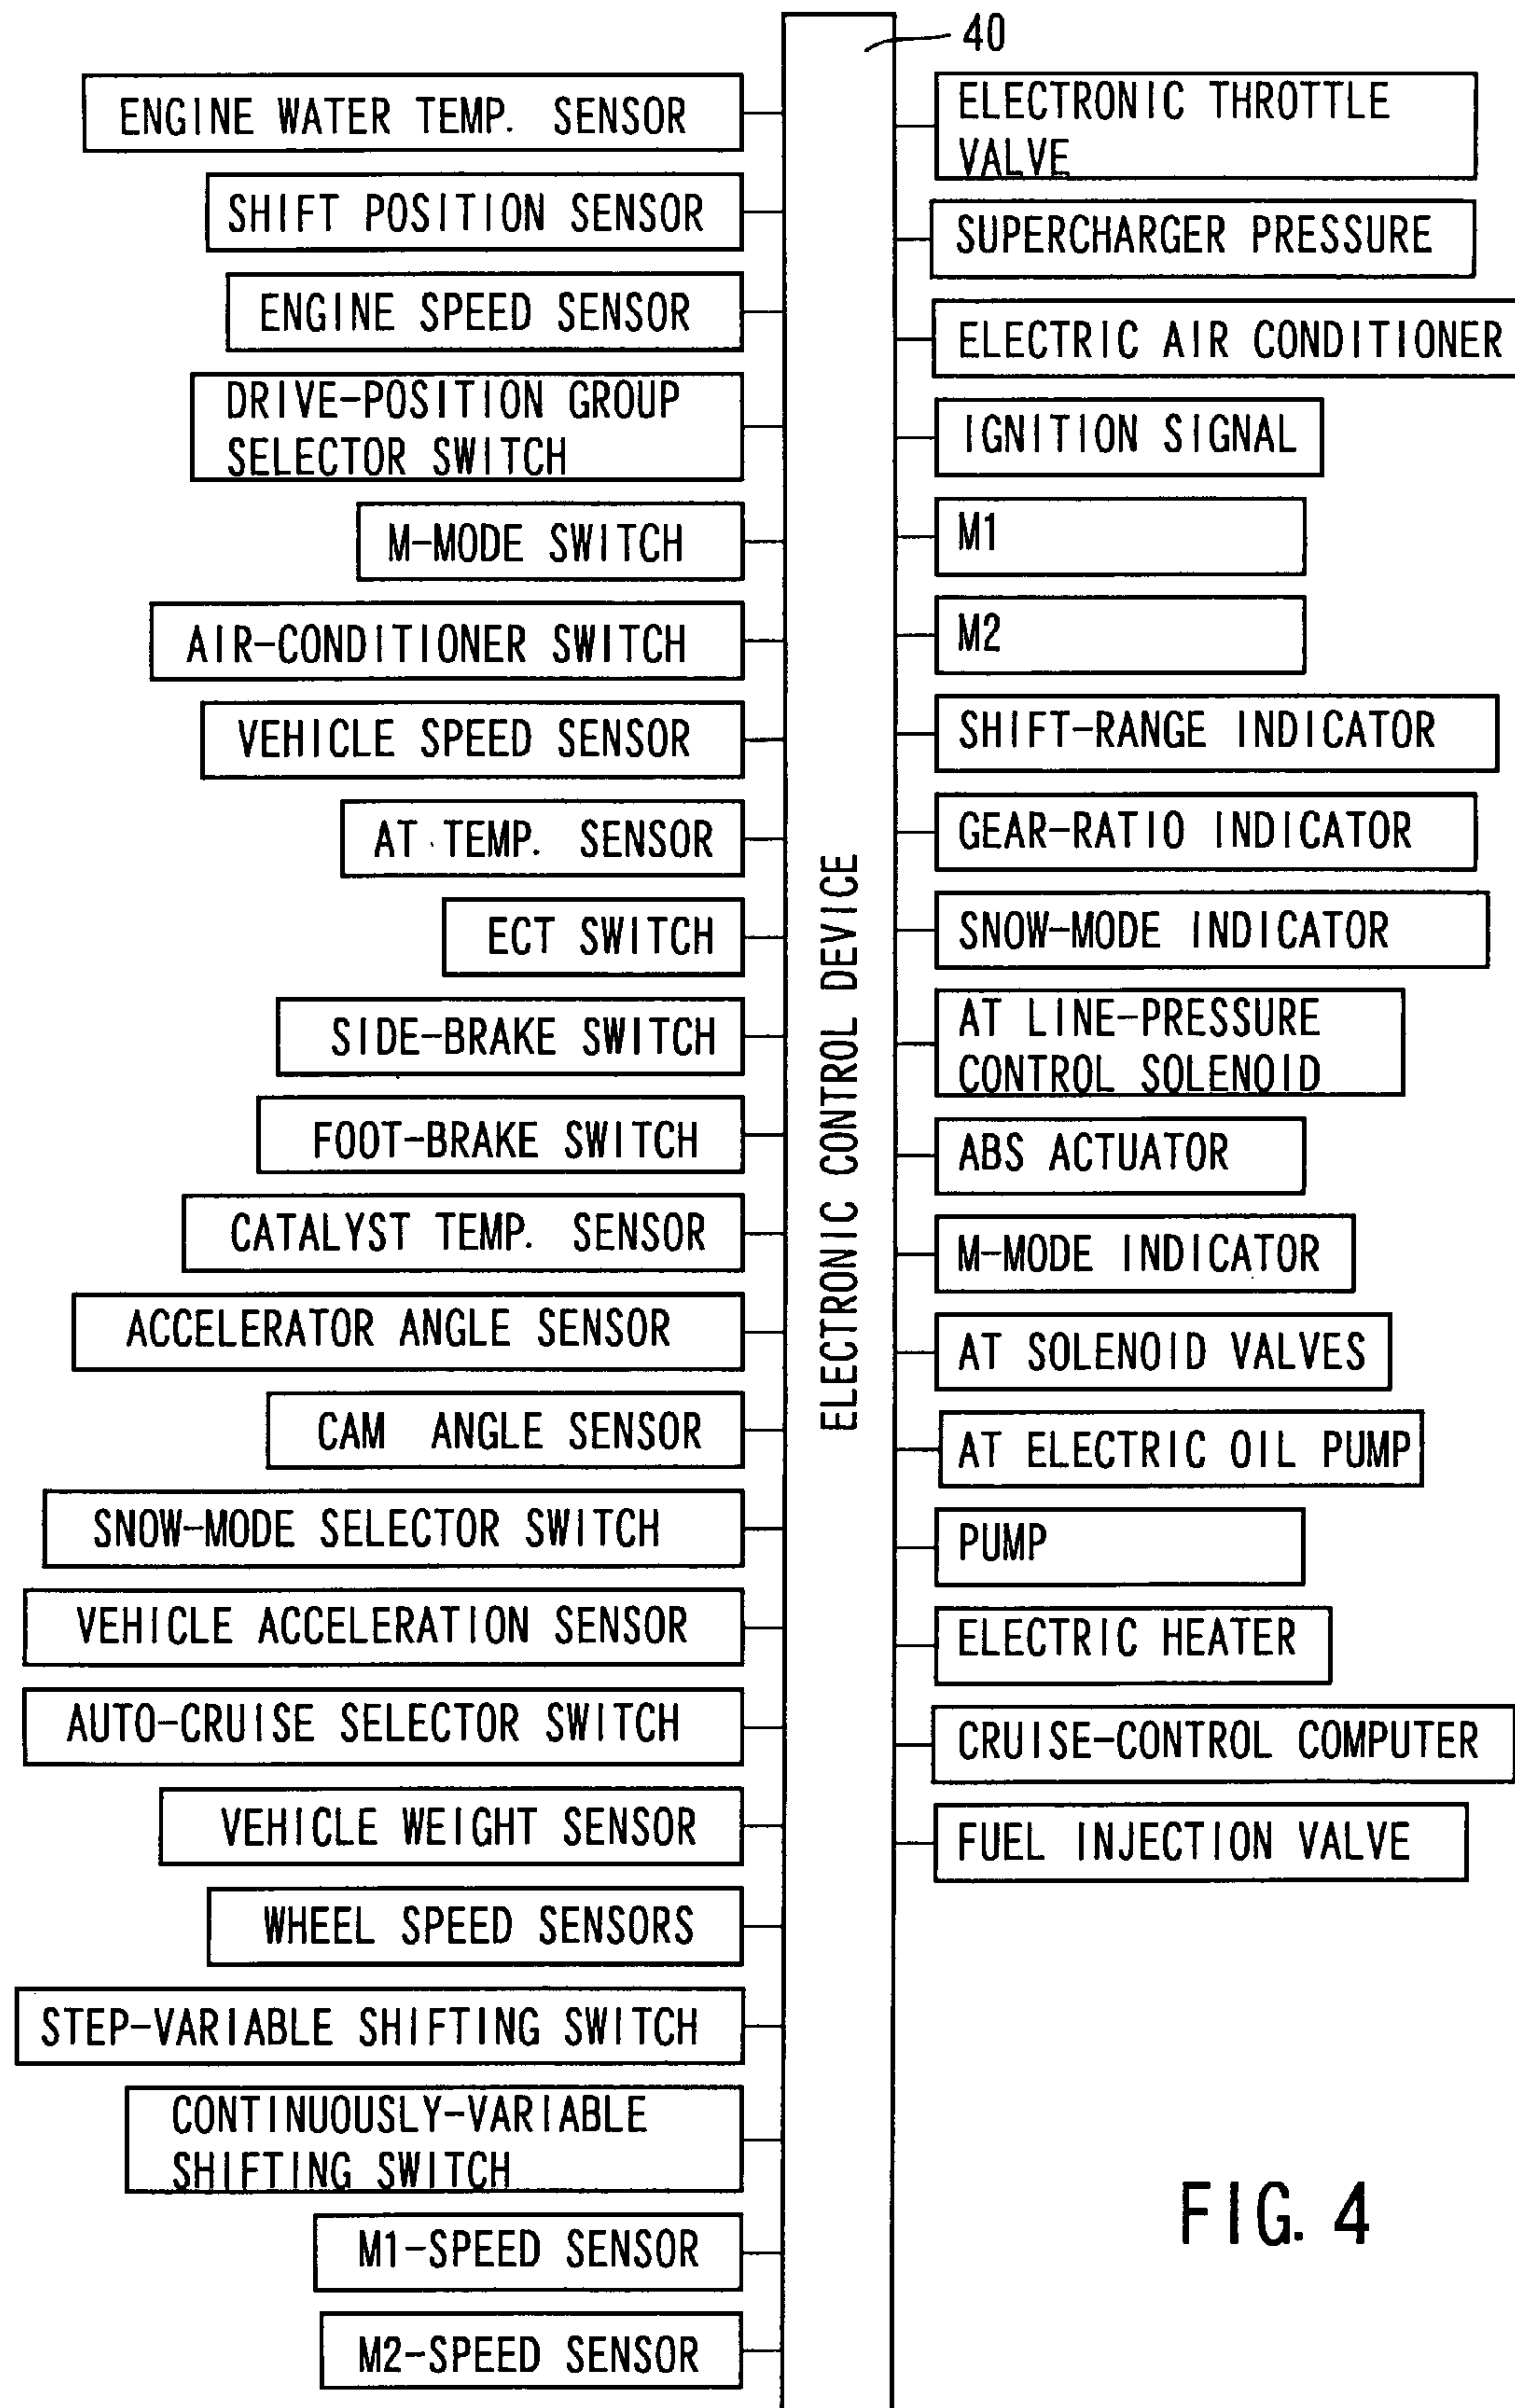 40
ENGINE WATER TEMP. SENSOR
SHIFT POSITION SENSOR
ENGINE SPEED SENSOR
DRIVE-POSITION GROUP
SELECTOR SWITCH
M-MODE SWITCH
AIR-CONDITIONER SWITCH
VEHICLE SPEED SENSOR
AT TEMP. SENSOR
ECT SWITCH
SIDE-BRAKE SWITCH
FOOT-BRAKE SWITCH
CATALYST TEMP. SENSOR
ACCELERATOR ANGLE SENSOR
CAM ANGLE SENSOR
SNOW-MODE SELECTOR SWITCH
VEHICLE ACCELERATION SENSOR
AUTO-CRUISE SELECTOR SWITCH
VEHICLE WEIGHT SENSOR
WHEEL SPEED SENSORS
STEP-VARIABLE SHIFTING SWITCH
CONTINUOUSLY-VARIABLE
SHIFTING SWITCH
M1-SPEED SENSOR
M2-SPEED SENSOR
ELECTRONIC CONTROL DEVICE
ELECTRONIC THROTTLE
VALVE
SUPERCHARGER PRESSURE
ELECTRIC AIR CONDITIONER
IGNITION SIGNAL
M1
M2
SHIFT-RANGE INDICATOR
GEAR-RATIO INDICATOR
SNOW-MODE INDICATOR
AT LINE-PRESSURE
CONTROL SOLENOID
ABS ACTUATOR
M-MODE INDICATOR
AT SOLENOID VALVES
AT ELECTRIC OIL PUMP
PUMP
ELECTRIC HEATER
CRUISE-CONTROL COMPUTER
FUEL INJECTION VALVE
FIG. 4